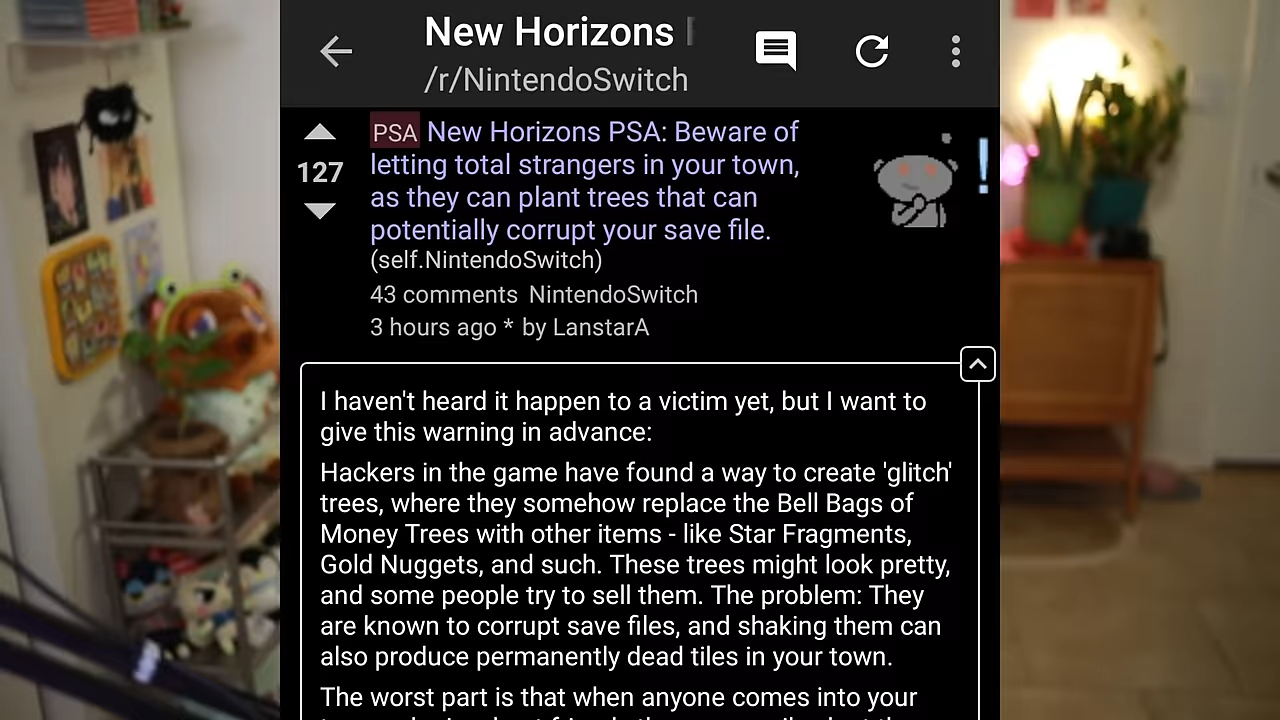 New Horizons
/r/NintendoSwitch
PSA New Horizons PSA: Beware of
letting total strangers in your town,
as they can plant trees that can
potentially corrupt your save file.
(self.NintendoSwitch)
127
43 comments NintendoSwitch
3 hours ago * by LanstarA
I haven't heard it happen to a victim yet, but I want to
give this warning in advance:
Hackers in the game have found a way to create 'glitch'
trees, where they somehow replace the Bell Bags of
Money Trees with other items - like Star Fragments,
Gold Nuggets, and such. These trees might look pretty,
and some people try to sell them. The problem: They
are known to corrupt save files, and shaking them can
also produce permanently dead tiles in your town.
The worst part is that when anyone comes into your